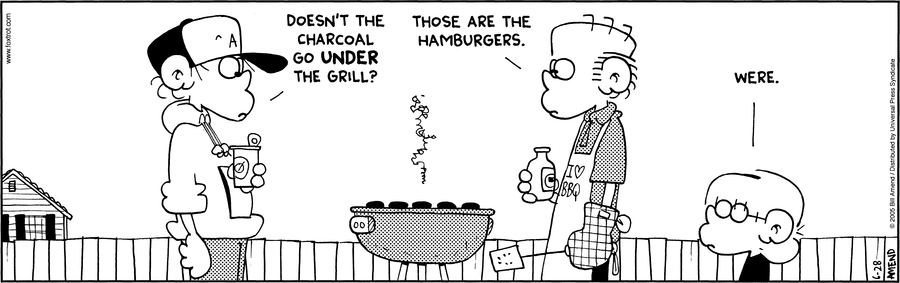 www.foxtrot.com
A
DOESN'T THE
CHARCOAL
GO UNDER
THE GRILL?
THOSE ARE THE
HAMBURGERS.
I♡
BBQ
WERE.
© 2005 Bill Amend / Distributed by Universal Press Syndicate
6-28
AMEND